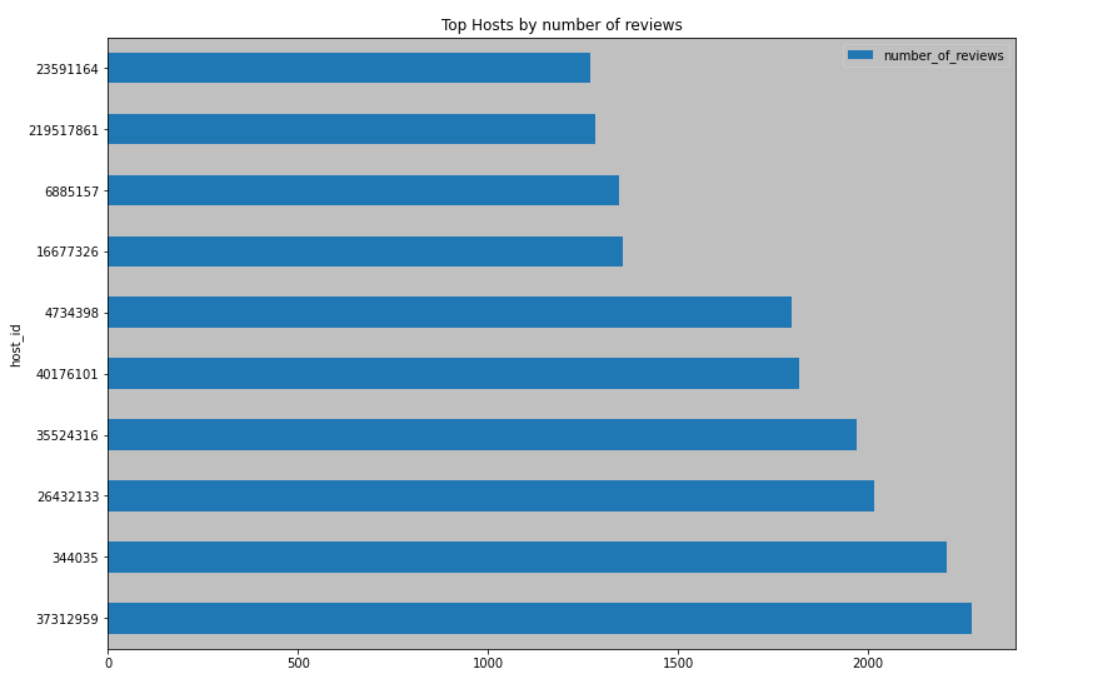 Top Hosts by number of reviews
number_of_reviews
host_id
23591164
219517861
6885157
16677326
4734398
40176101
35524316
26432133
344035
37312959
0 500 1000 1500 2000